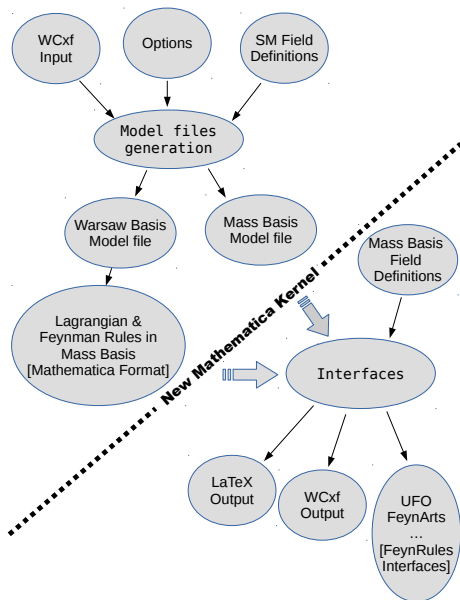 WCxf
Input
Options
SM Field
Definitions
Model files
generation
Warsaw Basis
Model file
Mass Basis
Model file
Mass Basis
Field
Definitions
Lagrangian &
Feynman Rules in
Mass Basis
[Mathematica Format]
New Mathematica Kernel
Interfaces
LaTeX
Output
WCxf
Output
UFO
FeynArts
...
[FeynRules
Interfaces]